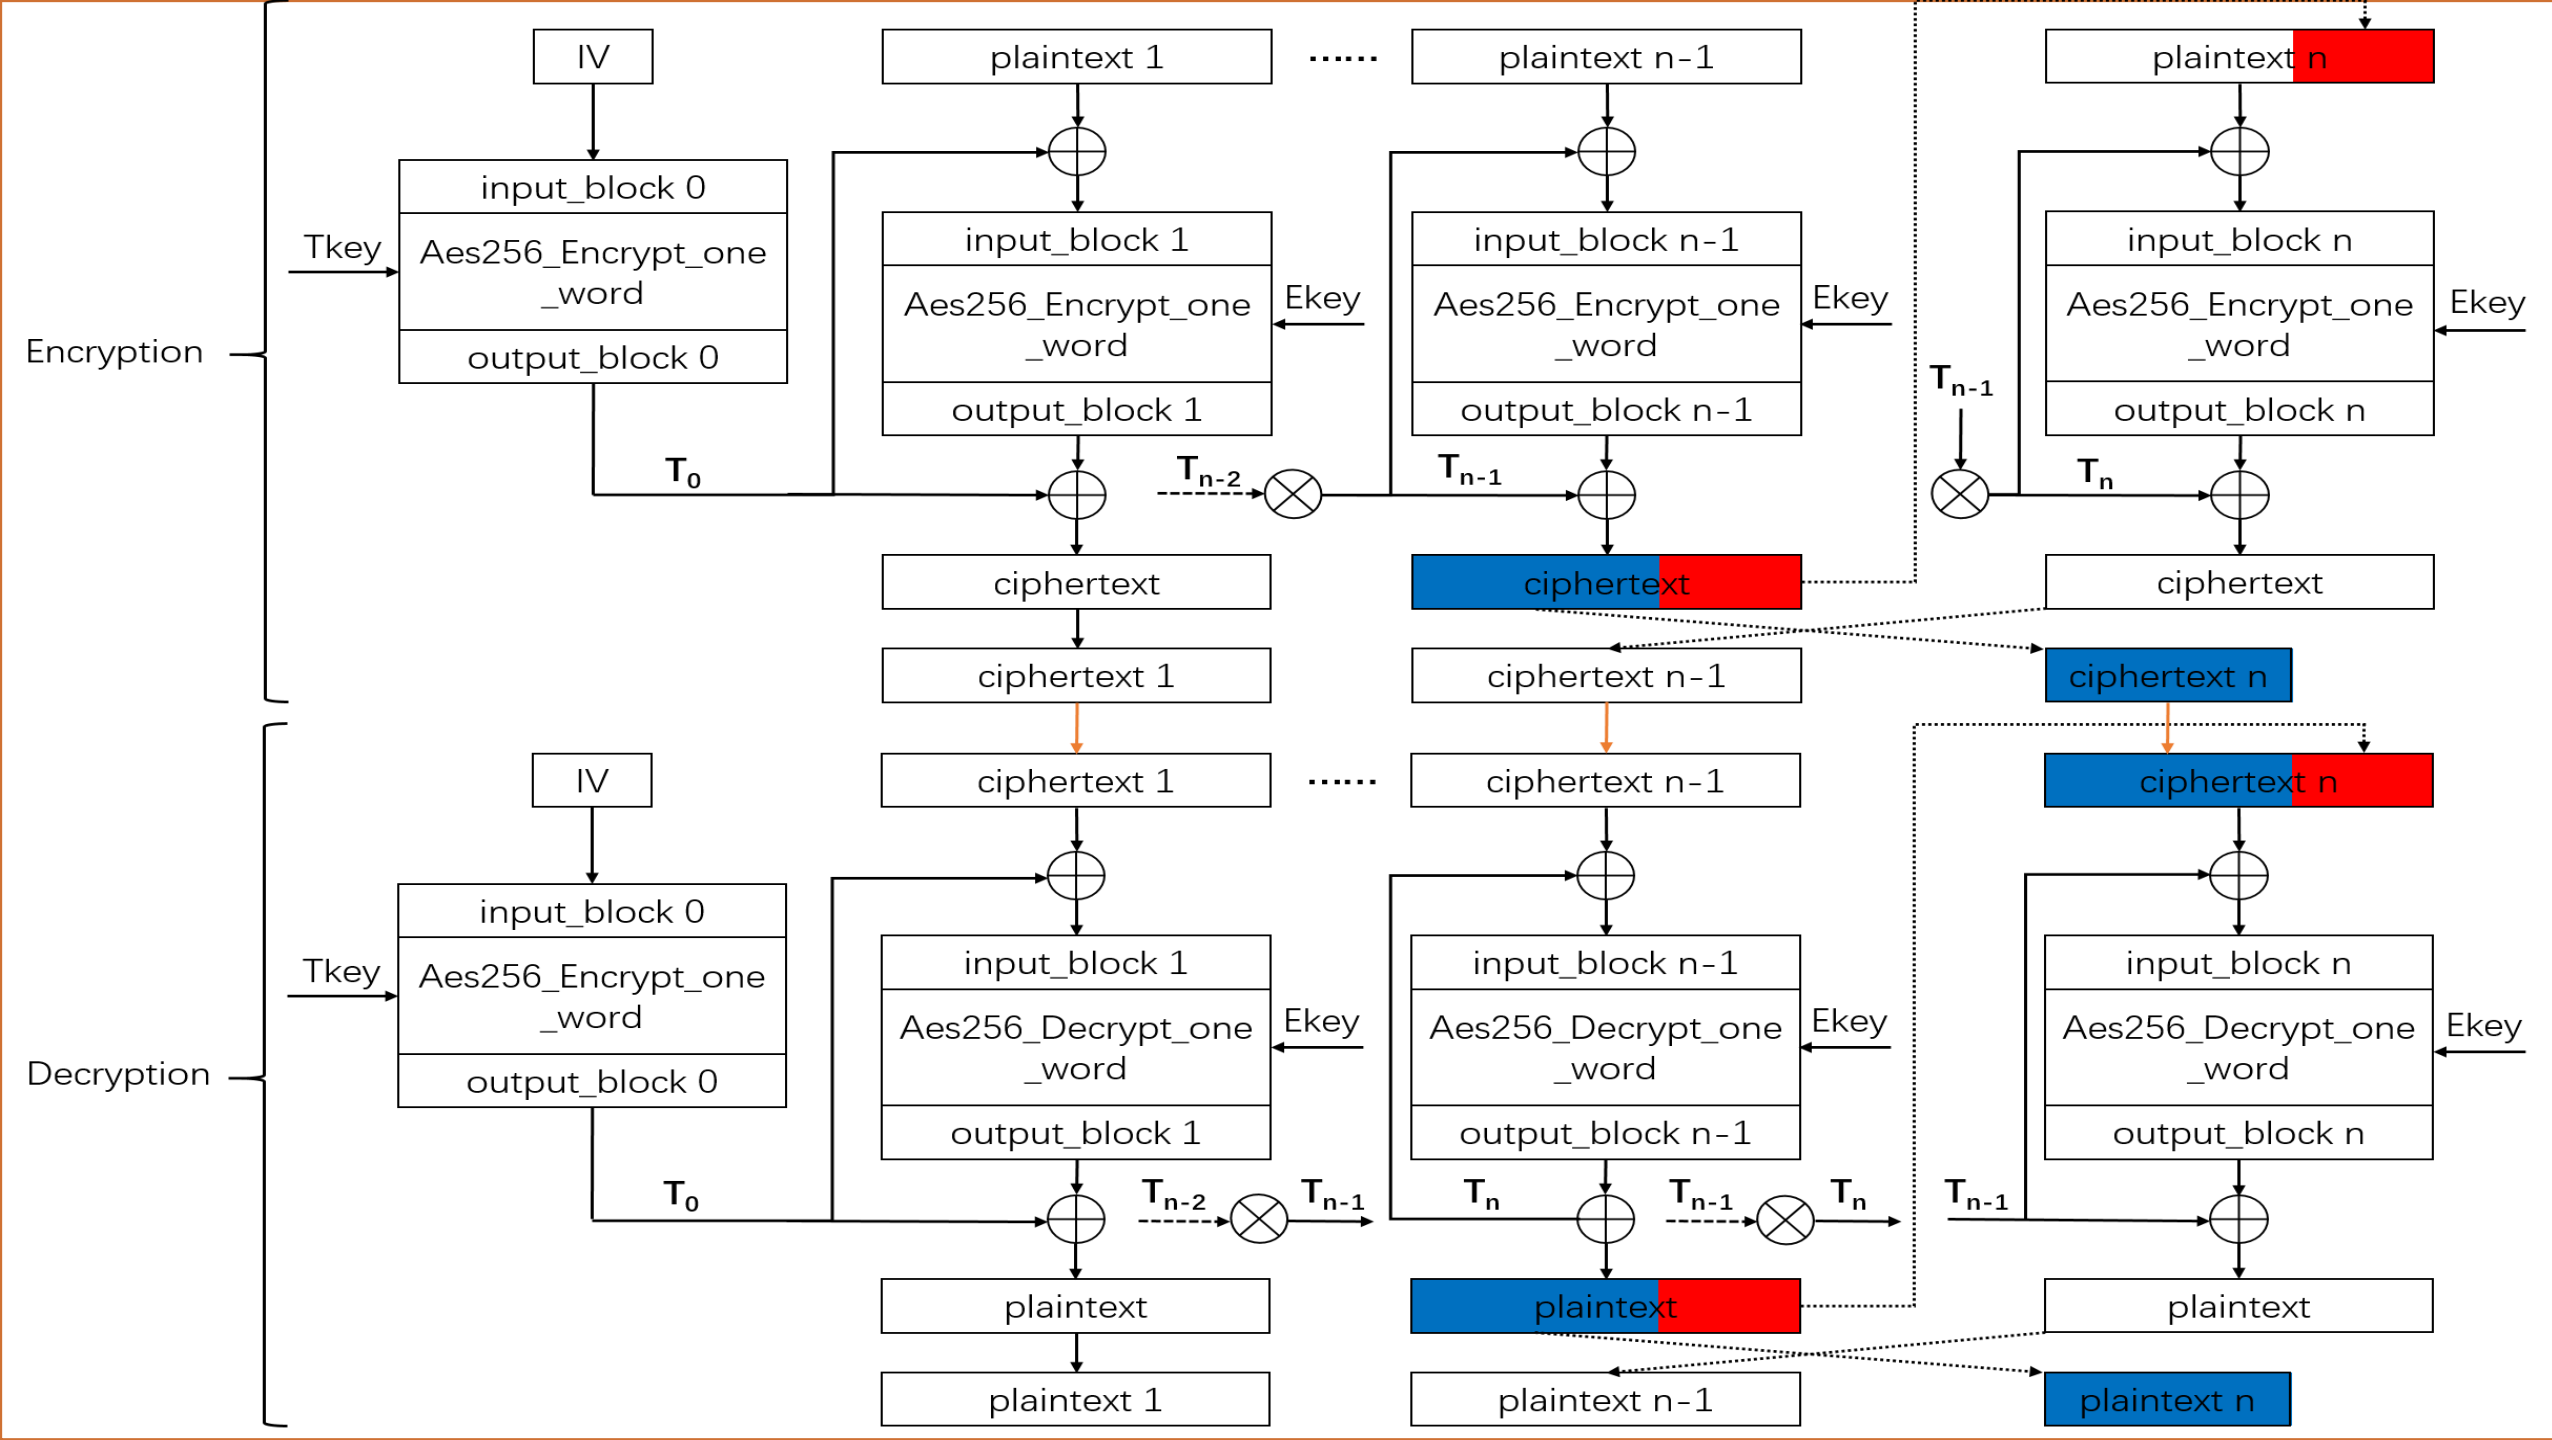 IV
plaintext 1
......
plaintext n-1
plaintext n
input_block 0
Tkey
Aes256_Encrypt_one
_word
output_block 0
input_block 1
Aes256_Encrypt_one
_word
output_block 1
Ekey
input_block n-1
Aes256_Encrypt_one
_word
output_block n-1
Ekey
input_block n
Aes256_Encrypt_one
_word
output_block n
Ekey
Encryption
T0
Tn-2
Tn-1
Tn-1
Tn
ciphertext
ciphertext
ciphertext
ciphertext 1
ciphertext n-1
ciphertext n
IV
ciphertext 1
......
ciphertext n-1
ciphertext n
input_block 0
Tkey
Aes256_Encrypt_one
_word
output_block 0
input_block 1
Aes256_Decrypt_one
_word
output_block 1
Ekey
input_block n-1
Aes256_Decrypt_one
_word
output_block n-1
Ekey
input_block n
Aes256_Decrypt_one
_word
output_block n
Ekey
Decryption
T0
Tn-2
Tn-1
Tn
Tn-1
Tn
Tn-1
plaintext
plaintext
plaintext
plaintext 1
plaintext n-1
plaintext n